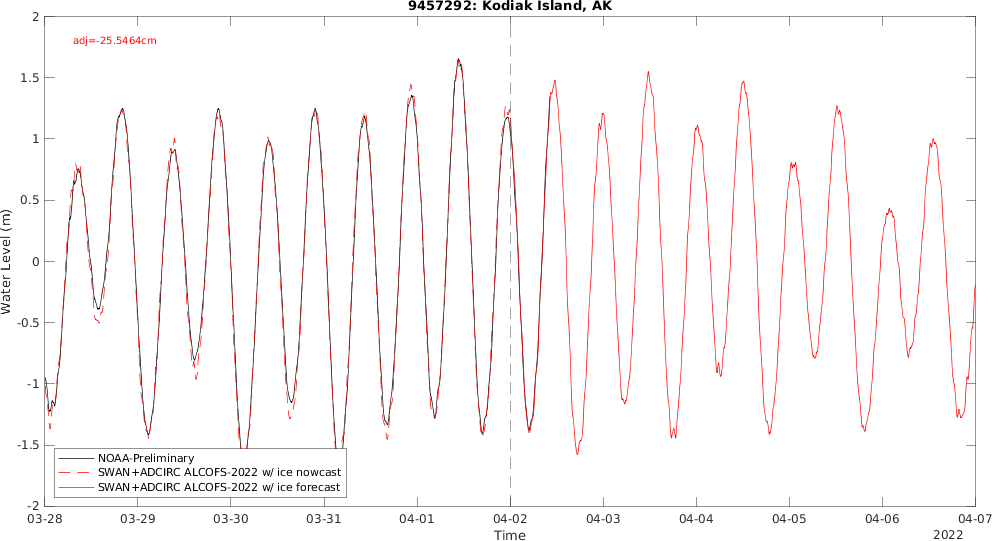 9457292: Kodiak Island, AK
adj=-25.5464cm
Water Level (m)
2
1.5
1
0.5
0
-0.5
-1
-1.5
-2
NOAA-Preliminary
SWAN+ADCIRC ALCOFS-2022 w/ ice nowcast
SWAN+ADCIRC ALCOFS-2022 w/ ice forecast
03-28 03-29 03-30 03-31 04-01 04-02 04-03 04-04 04-05 04-06 04-07
Time
2022